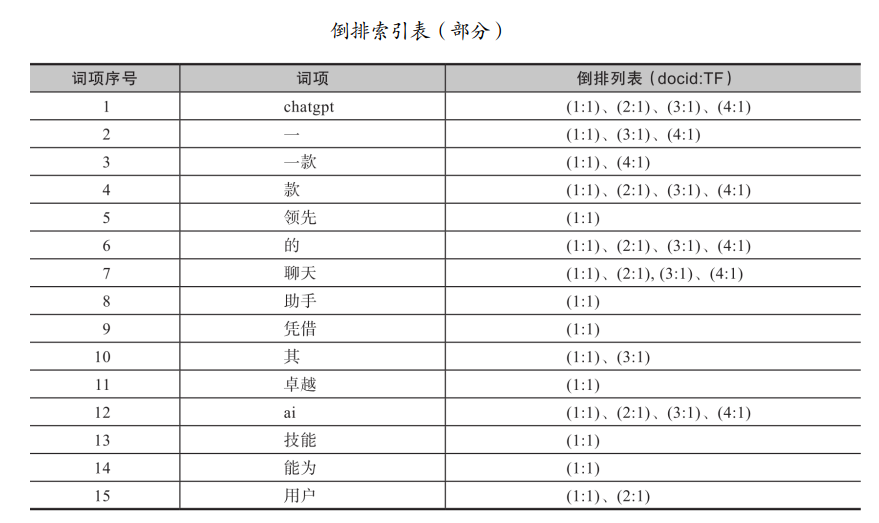 倒排索引表（部分）
词项序号 词项 倒排列表（docid:TF）
1 chatgpt (1:1)、(2:1)、(3:1)、(4:1)
2 一 (1:1)、(3:1)、(4:1)
3 一款 (1:1)、(4:1)
4 款 (1:1)、(2:1)、(3:1)、(4:1)
5 领先 (1:1)
6 的 (1:1)、(2:1)、(3:1)、(4:1)
7 聊天 (1:1)、(2:1), (3:1)、(4:1)
8 助手 (1:1)
9 凭借 (1:1)
10 其 (1:1)、(3:1)
11 卓越 (1:1)
12 ai (1:1)、(2:1)、(3:1)、(4:1)
13 技能 (1:1)
14 能为 (1:1)
15 用户 (1:1)、(2:1)